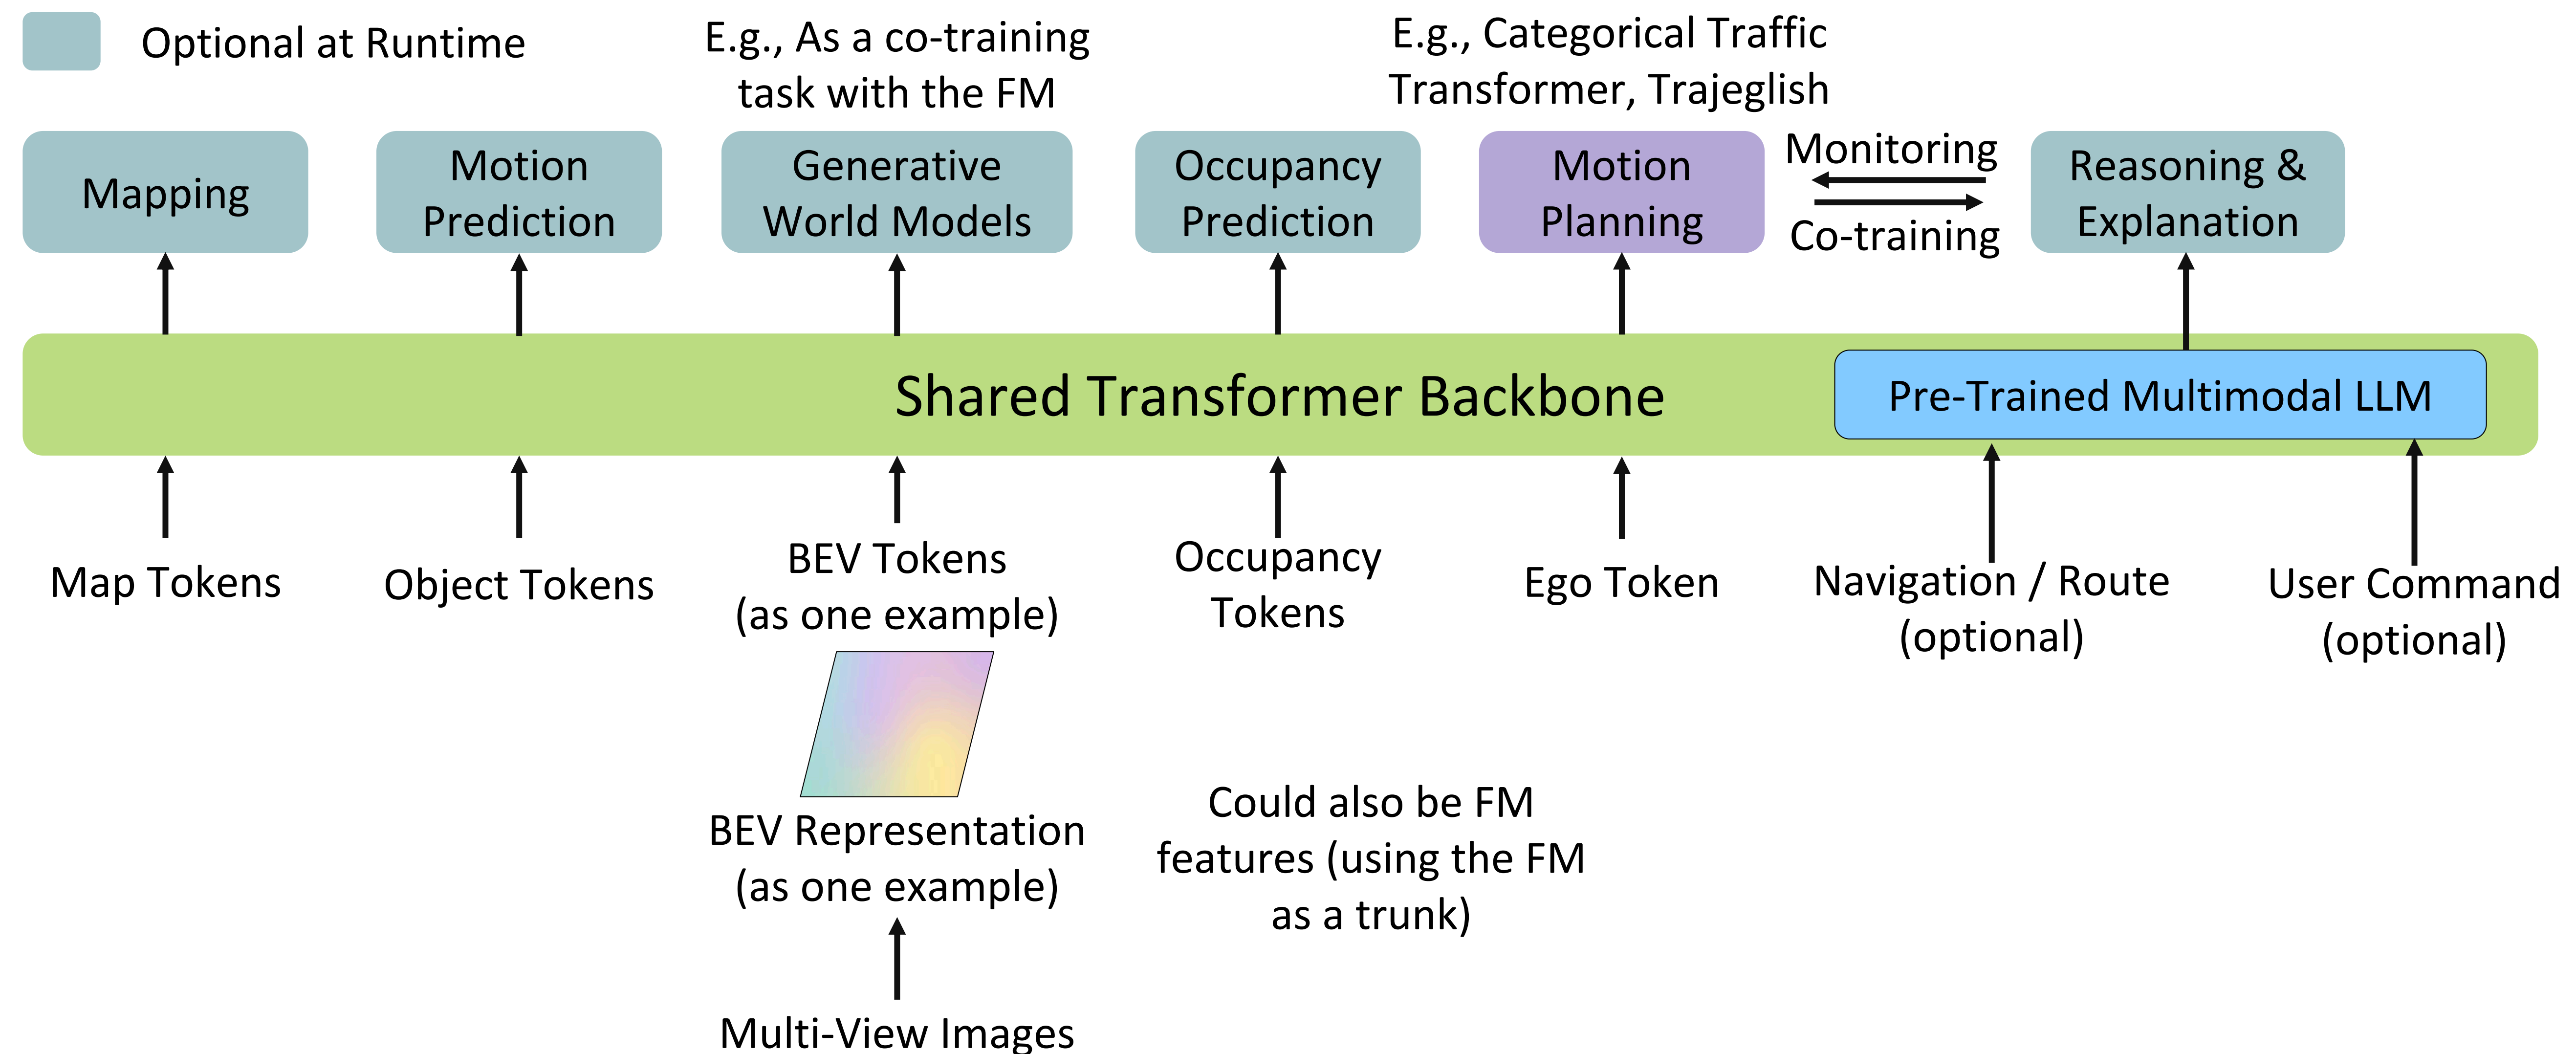 Optional at Runtime
E.g., As a co-training
task with the FM
E.g., Categorical Traffic
Transformer, Trajeglish
Mapping
Motion
Prediction
Generative
World Models
Occupancy
Prediction
Motion
Planning
Monitoring
Co-training
Reasoning &
Explanation
Shared Transformer Backbone
Pre-Trained Multimodal LLM
Map Tokens
Object Tokens
BEV Tokens
(as one example)
Occupancy
Tokens
Ego Token
Navigation / Route
(optional)
User Command
(optional)
BEV Representation
(as one example)
Could also be FM
features (using the FM
as a trunk)
Multi-View Images